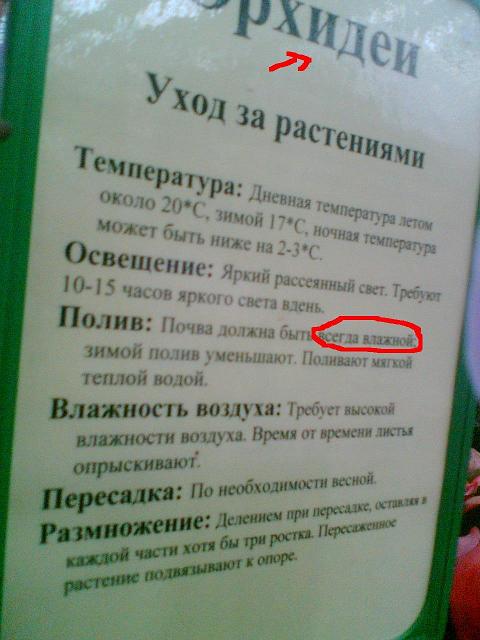 Орхидеи
Уход за растениями
Температура: Дневная температура летом
около 20*С, зимой 17*С, ночная температура
может быть ниже на 2-3*С.
Освещение: Яркий рассеянный свет. Требуют
10-15 часов яркого света вдень.
Полив: Почва должна быть всегда влажной;
зимой полив уменьшают. Поливают мягкой
теплой водой.
Влажность воздуха: Требует высокой
влажности воздуха. Время от времени листья
опрыскивают.
Пересадка: По необходимости весной.
Размножение: Делением при пересадке, оставляя в
каждой части хотя бы три ростка. Пересаженное
растение подвязывают к опоре.